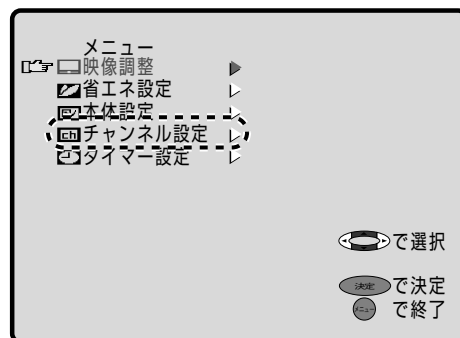 メニュー
映像調整
省エネ設定
本体設定
chチャンネル設定
タイマー設定
で選択
決定で決定
メニューで終了